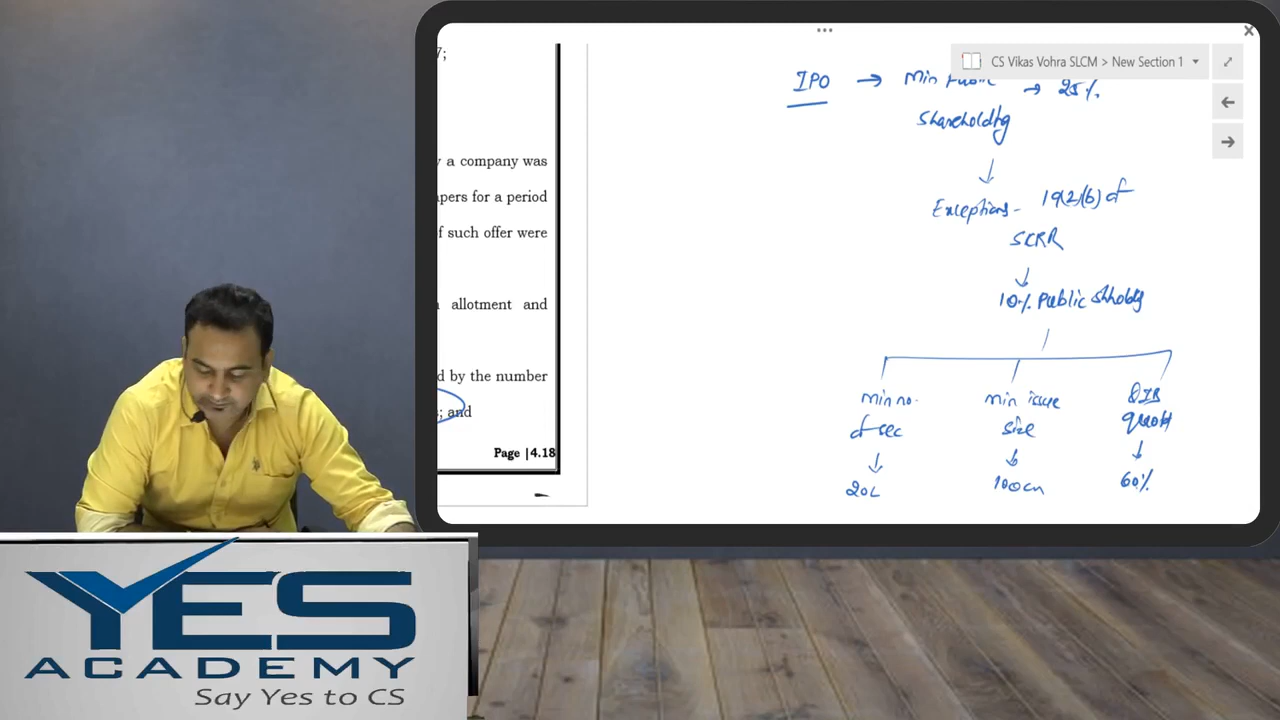 7;
a company was
apers for a period
f such offer were
allotment and
d by the number
s; and
Page |4.18
CS Vikas Vohra SLCM > New Section 1
IPO → Min Public → 25%
Shareholdg
Exceptions - 19(2)(b) of
SCRR
10% Public Shholdg
Min no. of sec
20L
Min issue size
100cr
QIB quota
60%
YES
ACADEMY
Say Yes to CS